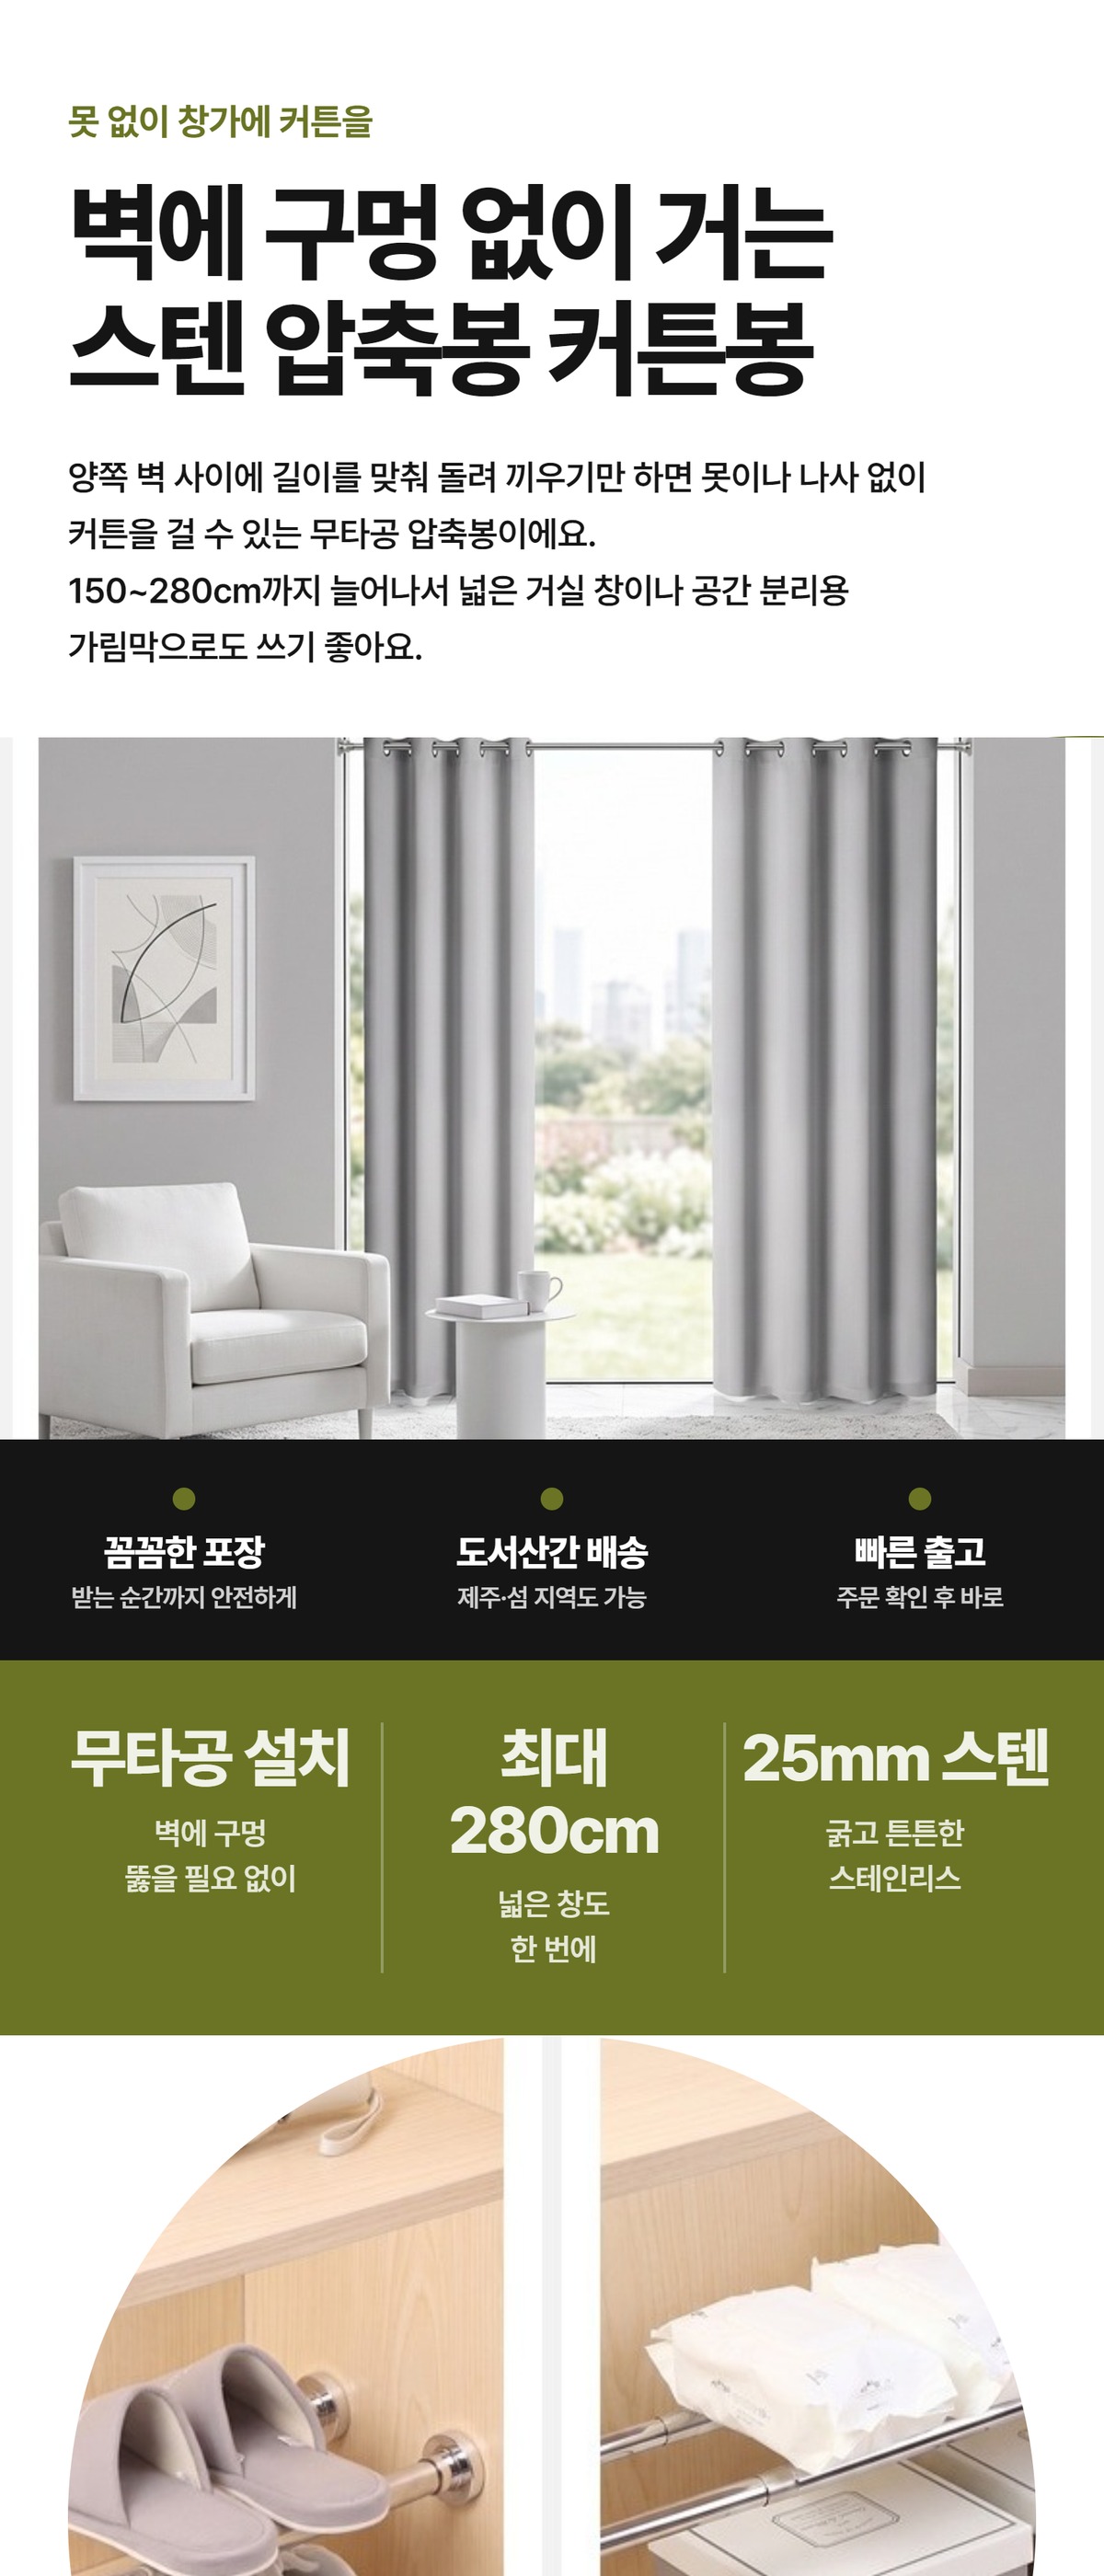 못 없이 창가에 커튼을
벽에 구멍 없이 거는
스텐 압축봉 커튼봉
양쪽 벽 사이에 길이를 맞춰 돌려 끼우기만 하면 못이나 나사 없이
커튼을 걸 수 있는 무타공 압축봉이에요.
150~280cm까지 늘어나서 넓은 거실 창이나 공간 분리용
가림막으로도 쓰기 좋아요.
꼼꼼한 포장
받는 순간까지 안전하게
도서산간 배송
제주·섬 지역도 가능
빠른 출고
주문 확인 후 바로
무타공 설치
벽에 구멍
뚫을 필요 없이
최대
280cm
넓은 창도
한 번에
25mm 스텐
굵고 튼튼한
스테인리스